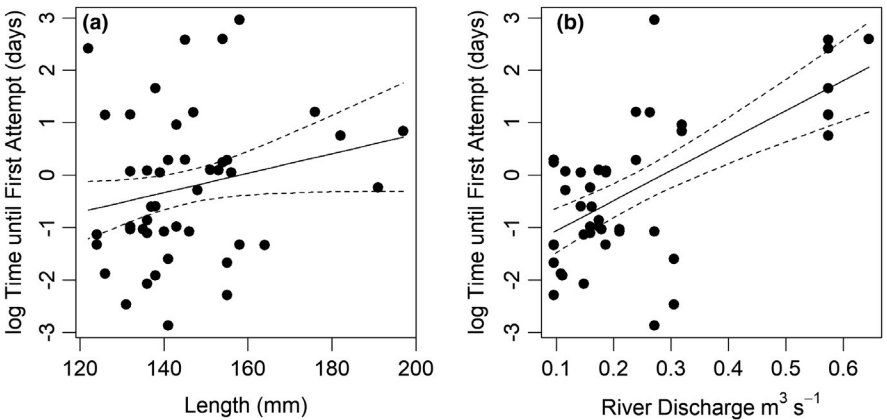 (a)
log Time until First Attempt (days)
3
2
1
0
-1
-2
-3
120 140 160 180 200
Length (mm)
(b)
log Time until First Attempt (days)
3
2
1
0
-1
-2
-3
0.1 0.2 0.3 0.4 0.5 0.6
River Discharge m³ s⁻¹